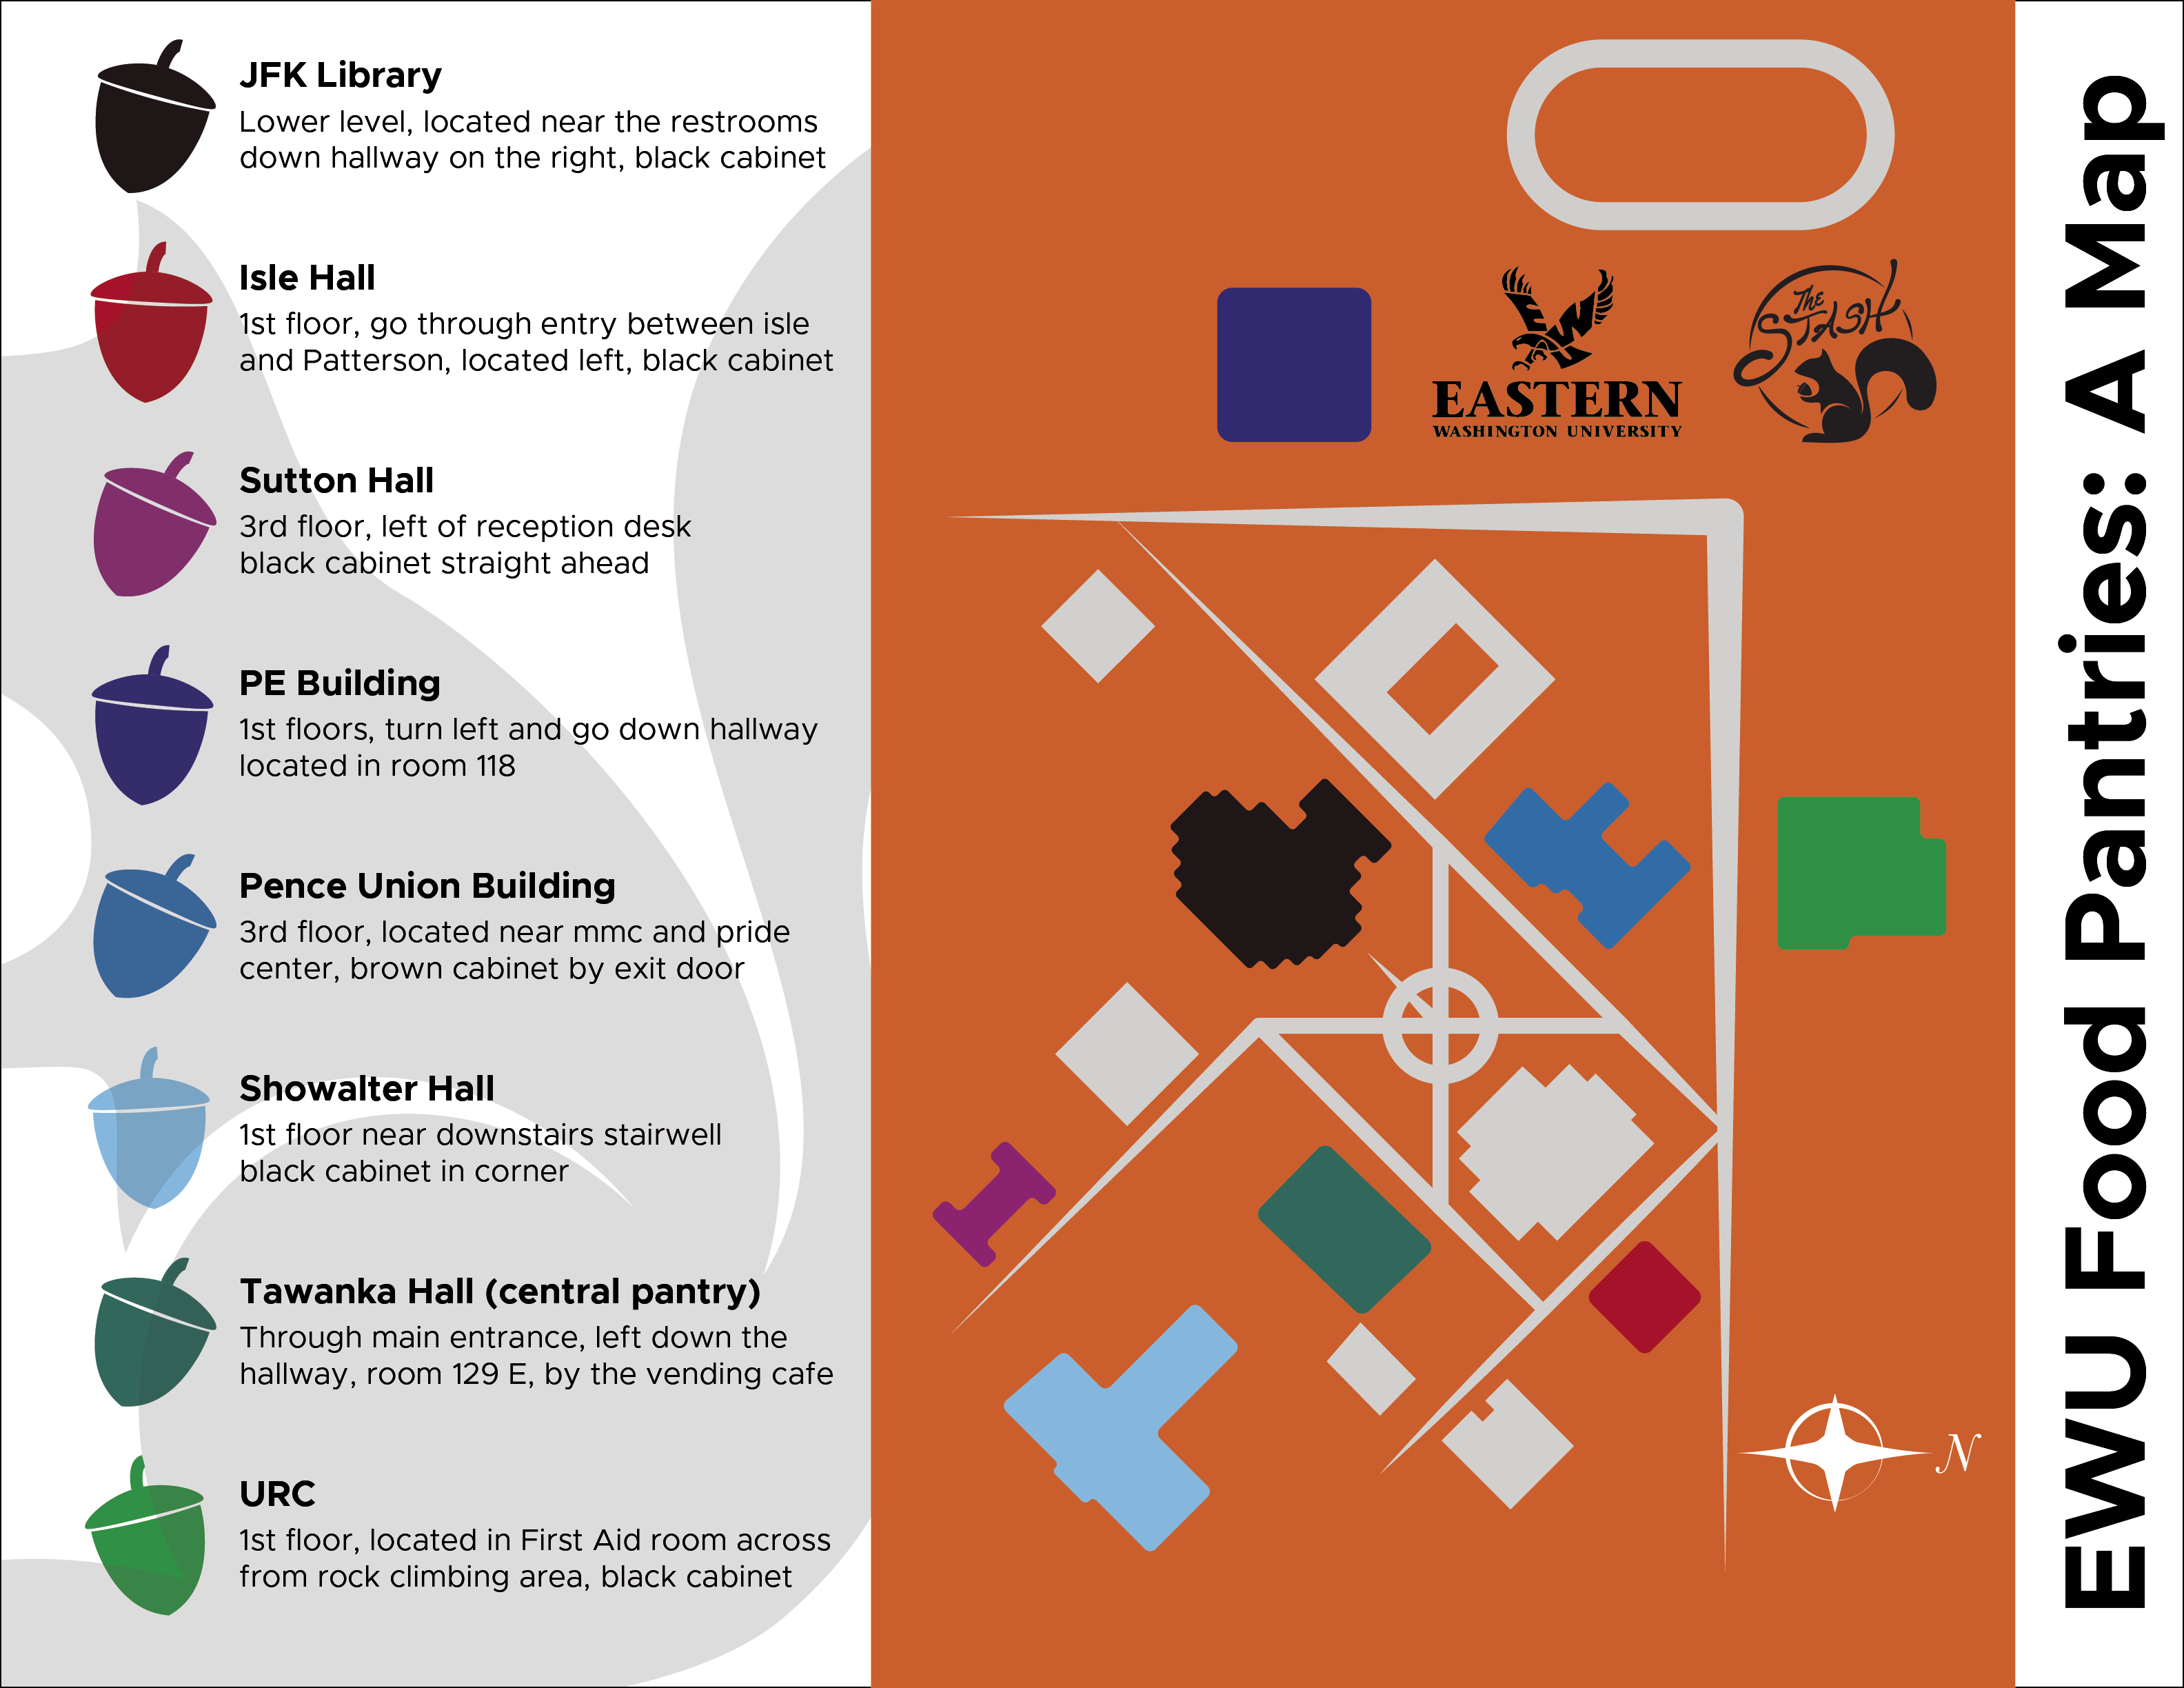 JFK Library
Lower level, located near the restrooms
down hallway on the right, black cabinet
Isle Hall
1st floor, go through entry between isle
and Patterson, located left, black cabinet
Sutton Hall
3rd floor, left of reception desk
black cabinet straight ahead
PE Building
1st floors, turn left and go down hallway
located in room 118
Pence Union Building
3rd floor, located near mmc and pride
center, brown cabinet by exit door
Showalter Hall
1st floor near downstairs stairwell
black cabinet in corner
Tawanka Hall (central pantry)
Through main entrance, left down the
hallway, room 129 E, by the vending cafe
URC
1st floor, located in First Aid room across
from rock climbing area, black cabinet
EW
EASTERN
WASHINGTON UNIVERSITY
The
STASH
N
EWU Food Pantries: A Map